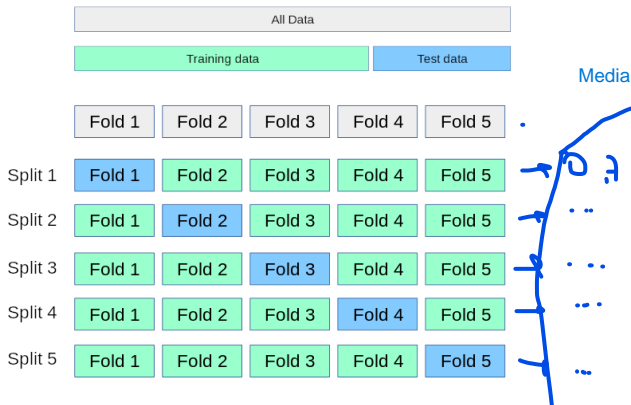 All Data
Training data Test data
Media
Fold 1 Fold 2 Fold 3 Fold 4 Fold 5
Split 1 Fold 1 Fold 2 Fold 3 Fold 4 Fold 5
Split 2 Fold 1 Fold 2 Fold 3 Fold 4 Fold 5 ...
Split 3 Fold 1 Fold 2 Fold 3 Fold 4 Fold 5 ...
Split 4 Fold 1 Fold 2 Fold 3 Fold 4 Fold 5 ...
Split 5 Fold 1 Fold 2 Fold 3 Fold 4 Fold 5 ...